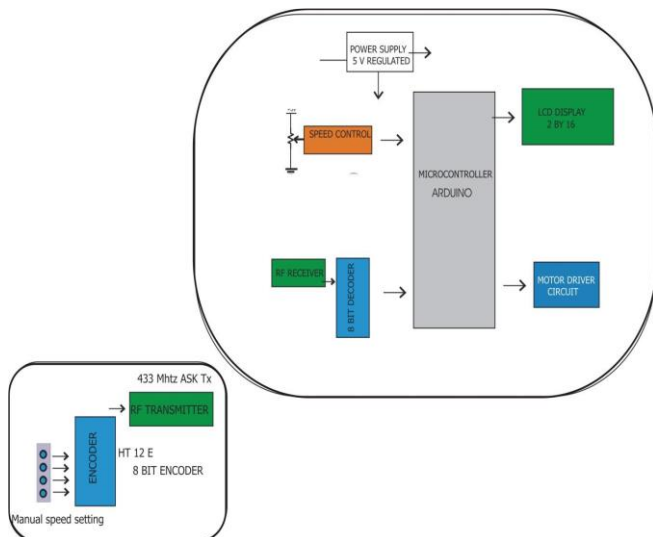 POWER SUPPLY
5 V REGULATED
LCD DISPLAY
2 BY 16
SPEED CONTROL
MICROCONTROLLER
ARDUINO
RF RECEIVER
8 BIT DECODER
MOTOR DRIVER
CIRCUIT
433 Mhtz ASK Tx
RF TRANSMITTER
ENCODER
HT 12 E
8 BIT ENCODER
Manual speed setting